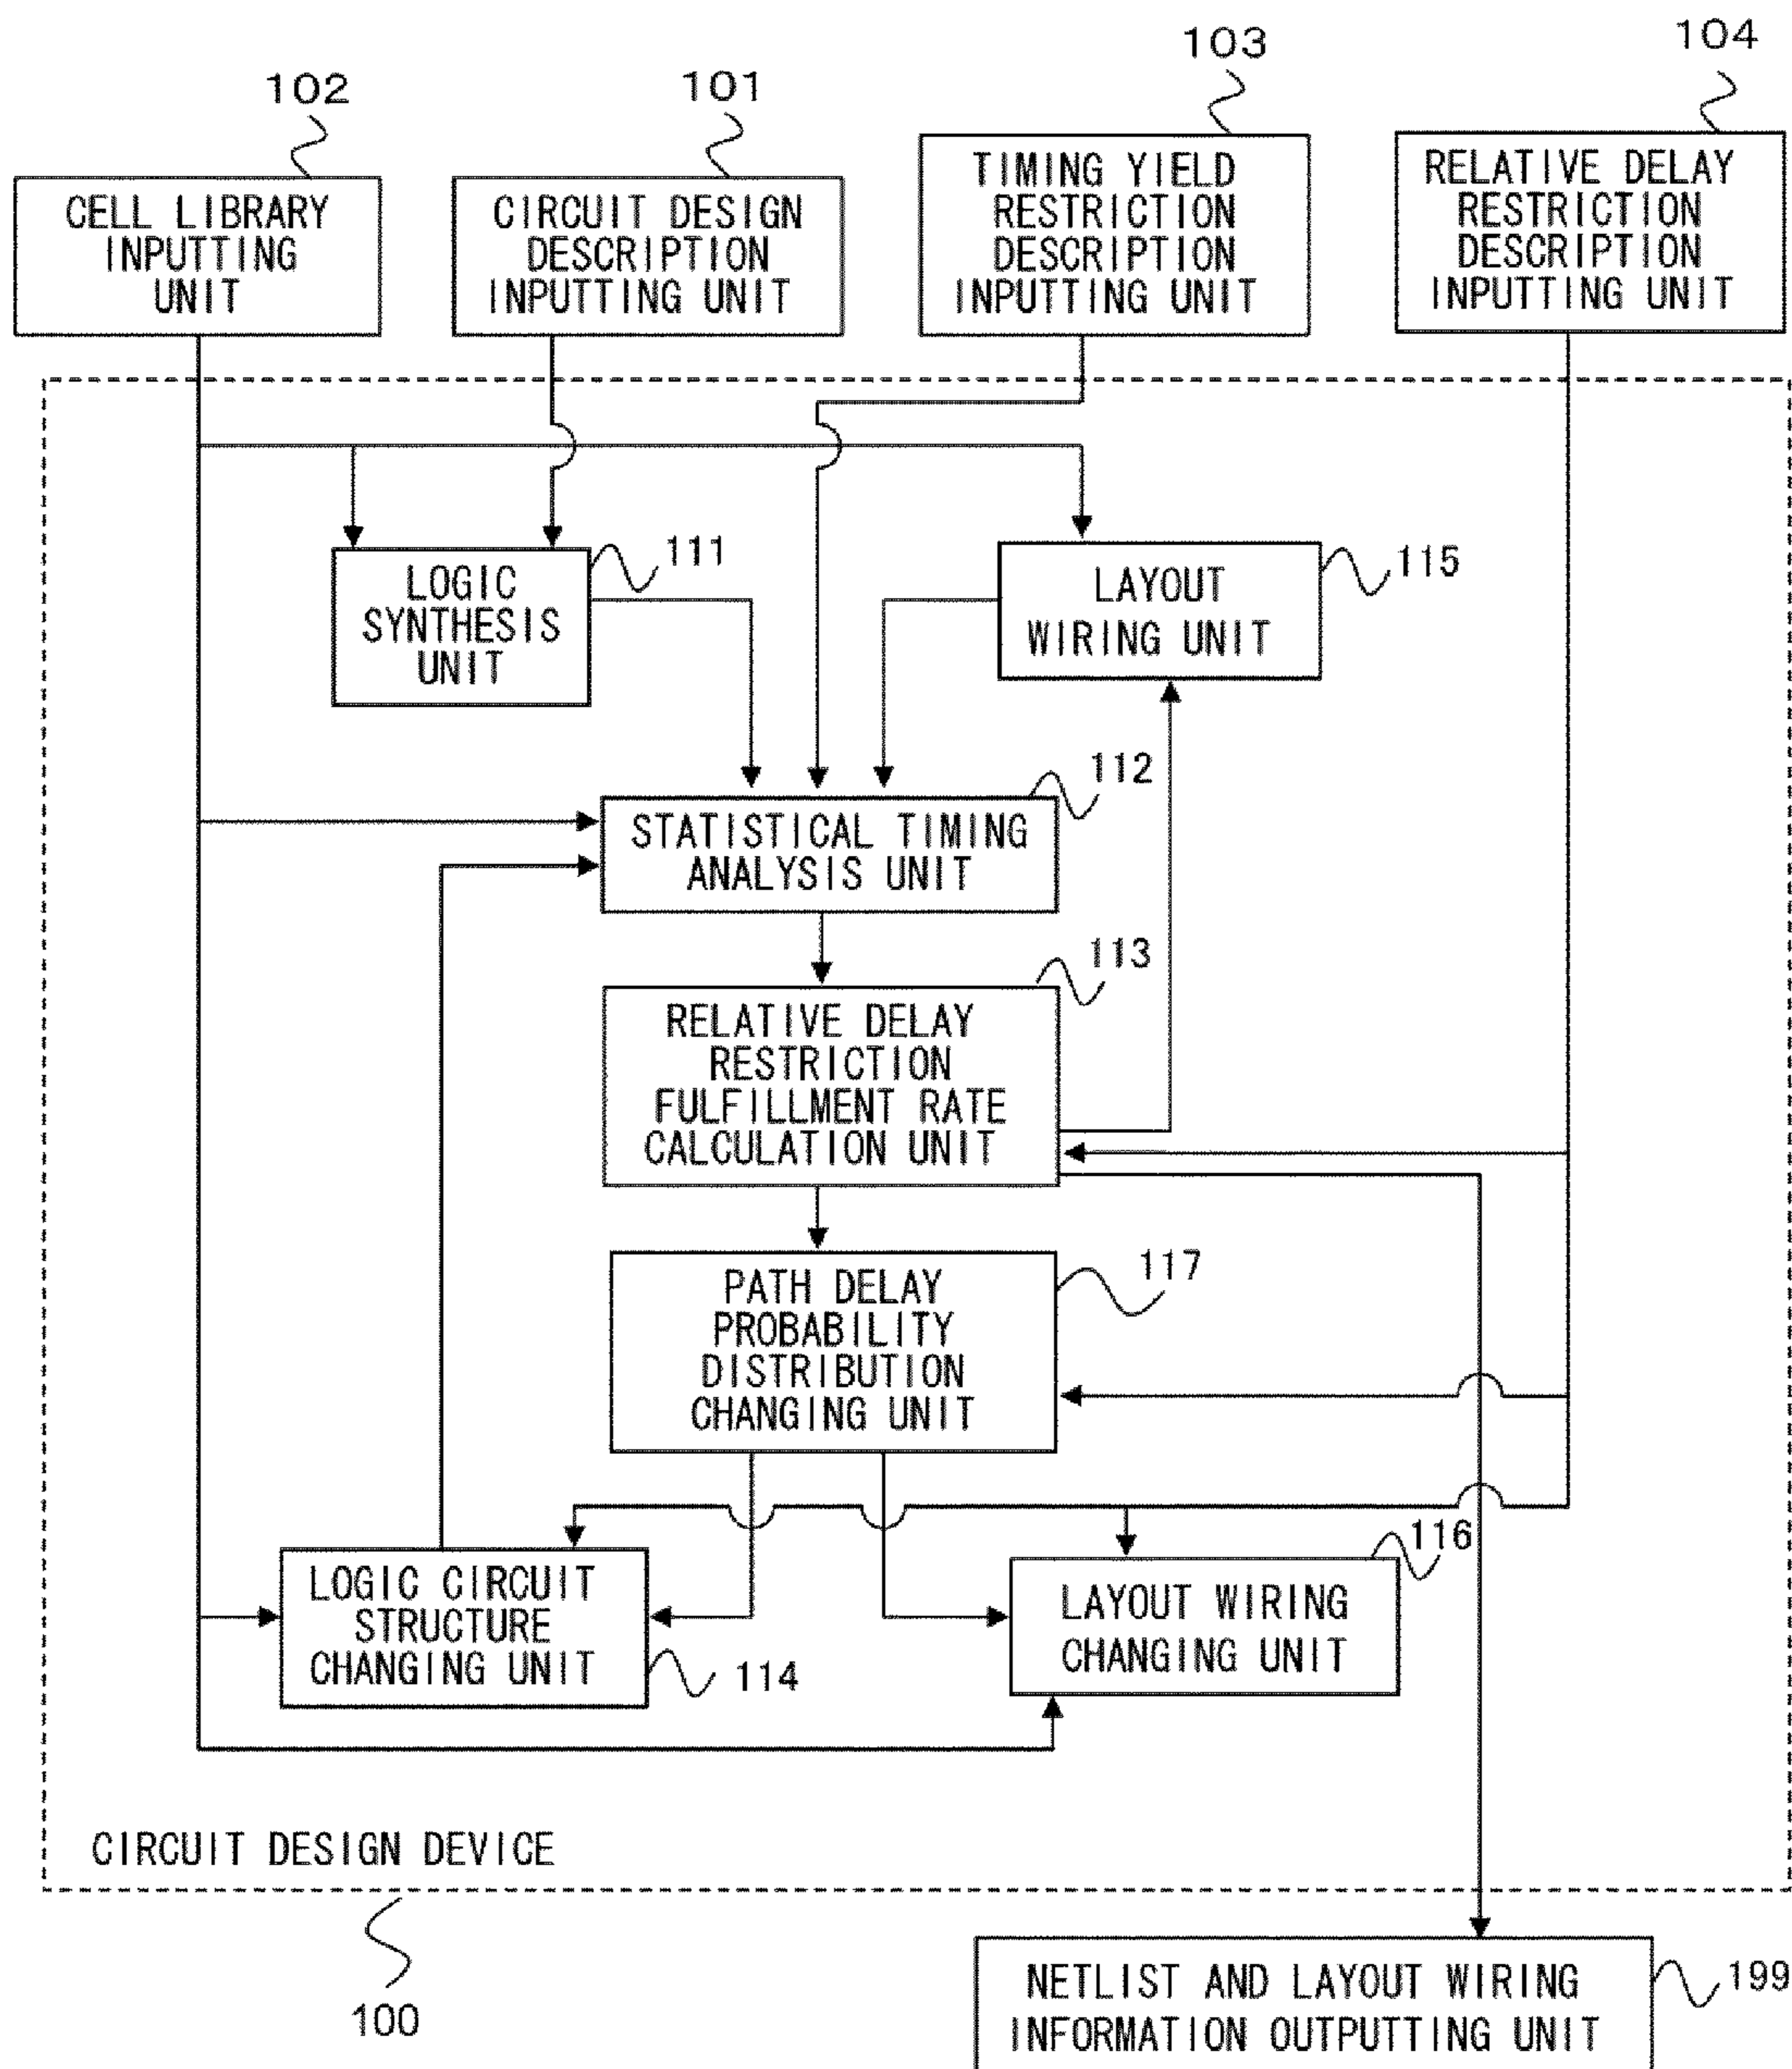 102
101
103
104
CELL LIBRARY
INPUTTING
UNIT
CIRCUIT DESIGN
DESCRIPTION
INPUTTING UNIT
TIMING YIELD
RESTRICTION
DESCRIPTION
INPUTTING UNIT
RELATIVE DELAY
RESTRICTION
DESCRIPTION
INPUTTING UNIT
111
LOGIC
SYNTHESIS
UNIT
115
LAYOUT
WIRING UNIT
112
STATISTICAL TIMING
ANALYSIS UNIT
113
RELATIVE DELAY
RESTRICTION
FULFILLMENT RATE
CALCULATION UNIT
117
PATH DELAY
PROBABILITY
DISTRIBUTION
CHANGING UNIT
LOGIC CIRCUIT
STRUCTURE
CHANGING UNIT
114
116
LAYOUT WIRING
CHANGING UNIT
CIRCUIT DESIGN DEVICE
100
NETLIST AND LAYOUT WIRING
INFORMATION OUTPUTTING UNIT
199